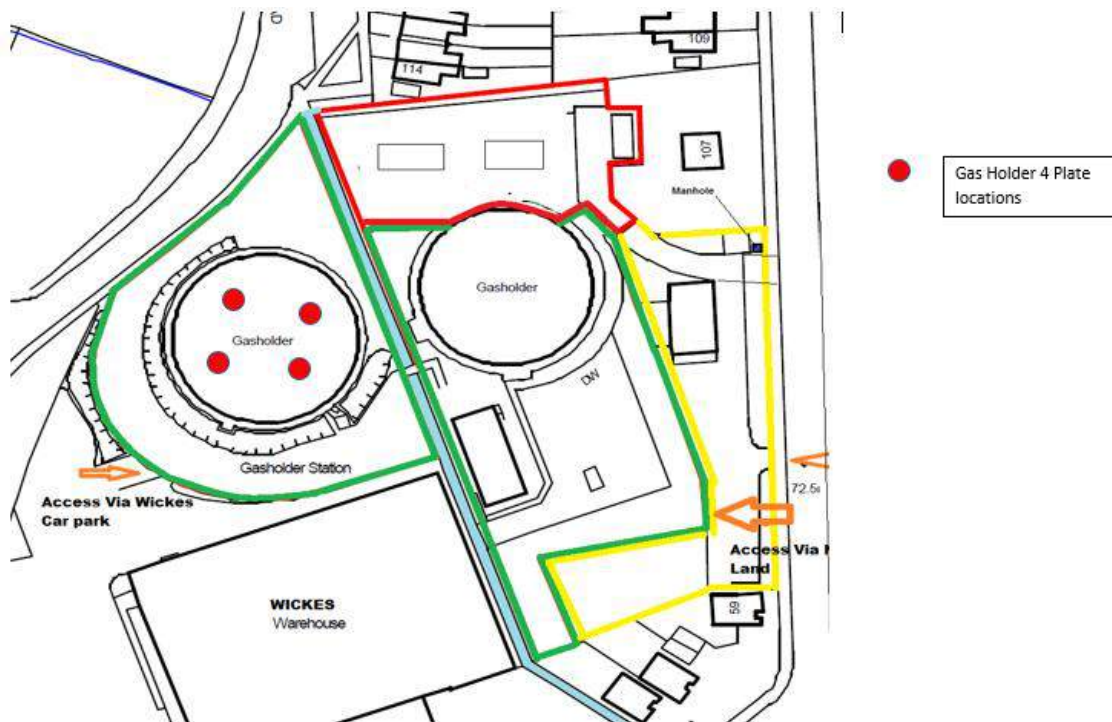 114
109
107
Manhole
Gas Holder 4 Plate
locations
Gasholder
Gasholder
DW
Gasholder Station
Access Via Wickes
Car park
72.5
Access Via
Land
WICKES
Warehouse
59